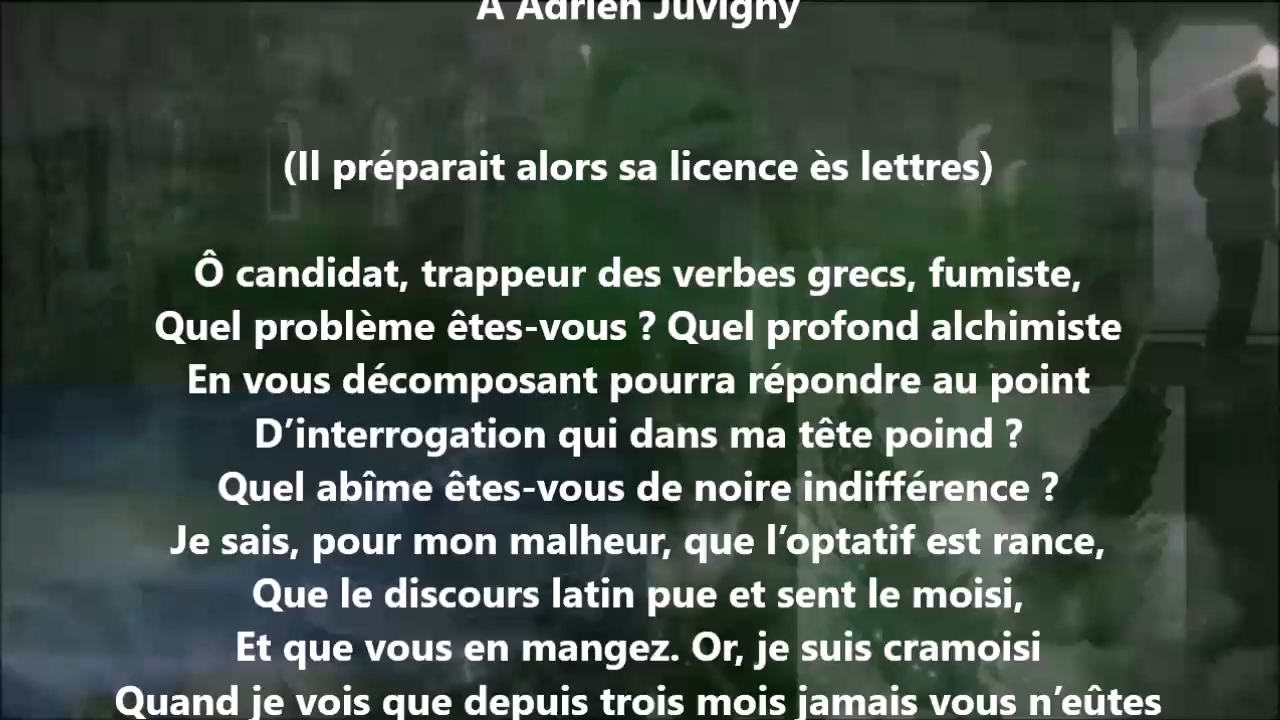 À Adrien Juvigny
(Il préparait alors sa licence ès lettres)
Ô candidat, trappeur des verbes grecs, fumiste,
Quel problème êtes-vous ? Quel profond alchimiste
En vous décomposant pourra répondre au point
D’interrogation qui dans ma tête poind ?
Quel abîme êtes-vous de noire indifférence ?
Je sais, pour mon malheur, que l’optatif est rance,
Que le discours latin pue et sent le moisi,
Et que vous en mangez. Or, je suis cramoisi
Quand je vois que depuis trois mois jamais vous n’eûtes